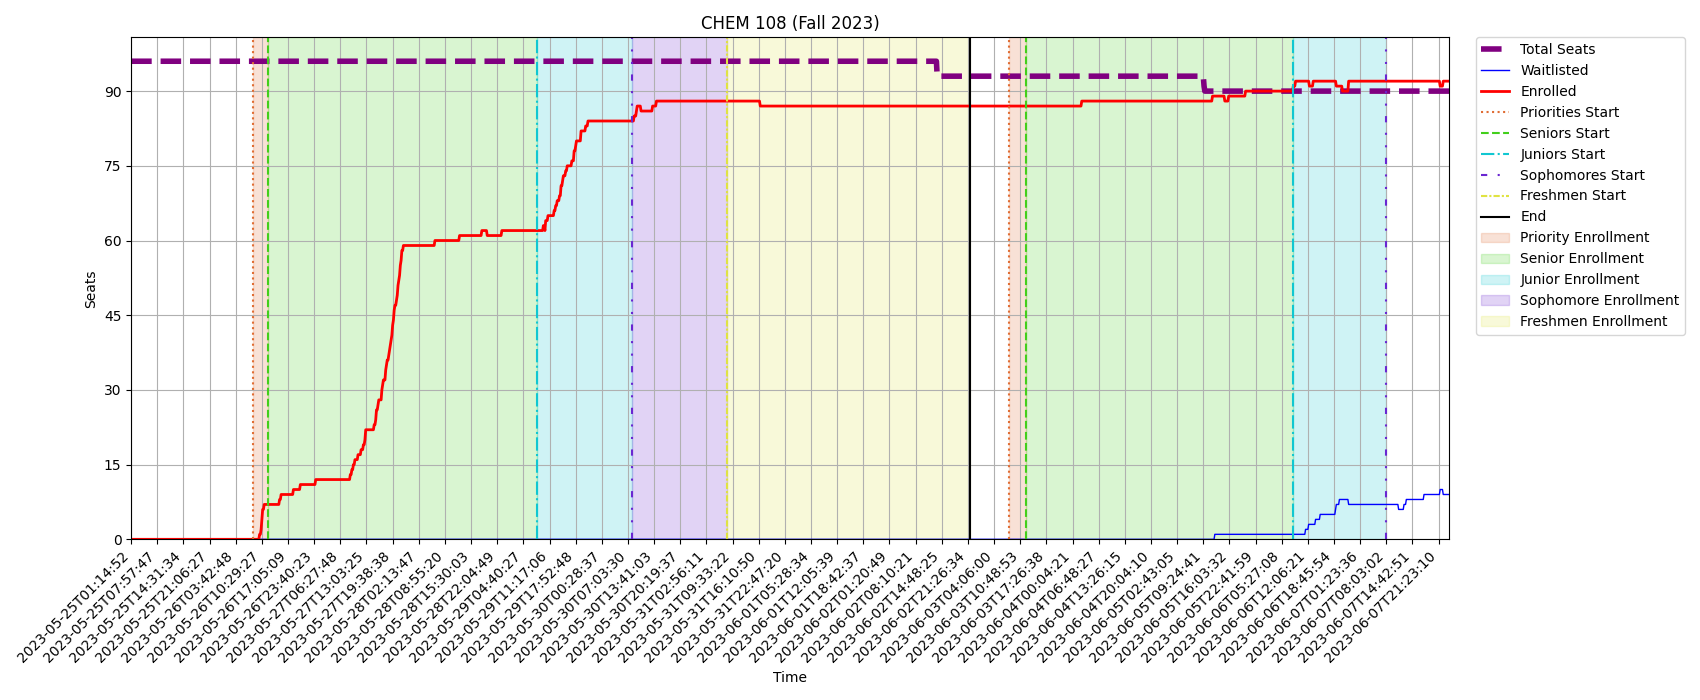 CHEM 108 (Fall 2023)
Seats
90
75
60
45
30
15
0
2023-05-25T01:14:52
2023-05-25T07:57:47
2023-05-25T14:31:34
2023-05-25T21:06:27
2023-05-26T03:42:48
2023-05-26T10:29:27
2023-05-26T17:05:09
2023-05-26T23:40:23
2023-05-27T06:27:48
2023-05-27T13:03:25
2023-05-27T19:38:38
2023-05-28T02:13:47
2023-05-28T08:55:20
2023-05-28T15:30:03
2023-05-28T22:04:49
2023-05-29T04:40:27
2023-05-29T11:17:06
2023-05-29T17:52:48
2023-05-30T00:28:37
2023-05-30T07:03:30
2023-05-30T13:41:03
2023-05-30T20:19:37
2023-05-31T02:56:11
2023-05-31T09:33:22
2023-05-31T16:10:50
2023-05-31T22:47:20
2023-06-01T05:28:34
2023-06-01T12:05:39
2023-06-01T18:42:37
2023-06-02T01:20:49
2023-06-02T08:10:21
2023-06-02T14:48:25
2023-06-02T21:26:34
2023-06-03T04:06:00
2023-06-03T10:48:53
2023-06-03T17:26:38
2023-06-04T00:04:21
2023-06-04T06:48:27
2023-06-04T13:26:15
2023-06-04T20:04:10
2023-06-05T02:43:05
2023-06-05T09:24:41
2023-06-05T16:03:32
2023-06-05T22:41:59
2023-06-06T05:27:08
2023-06-06T12:06:21
2023-06-06T18:45:54
2023-06-07T01:23:36
2023-06-07T08:03:02
2023-06-07T14:42:51
2023-06-07T21:23:10
Time
Total Seats
Waitlisted
Enrolled
Priorities Start
Seniors Start
Juniors Start
Sophomores Start
Freshmen Start
End
Priority Enrollment
Senior Enrollment
Junior Enrollment
Sophomore Enrollment
Freshmen Enrollment